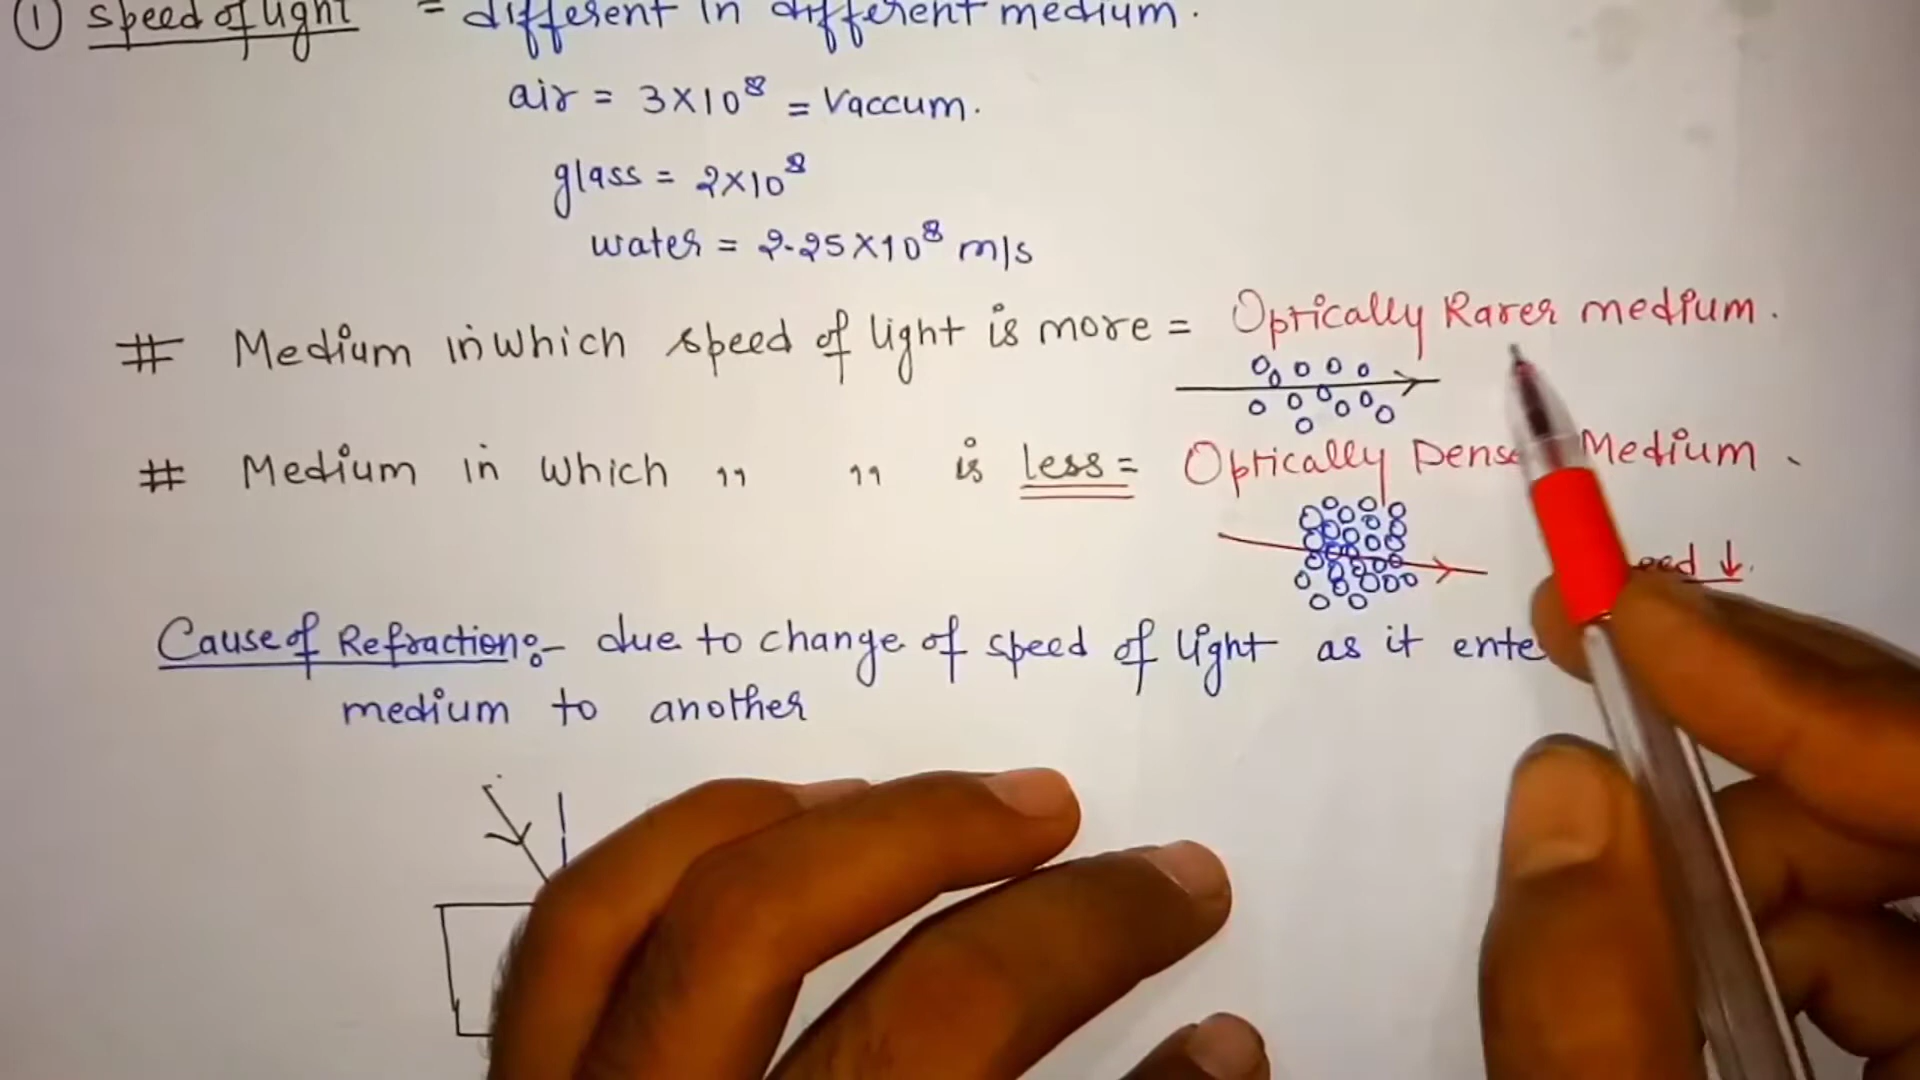 ① Speed of light = different in different medium.
air = 3×10⁸ = Vaccum.
glass = 2×10⁸
water = 2.25×10⁸ m/s
# Medium in which speed of light is more = Optically Rarer medium.
# Medium in which ,, ,, is less = Optically Medium.
↓.
Cause of Refraction:- due to change of speed of light as it
medium to another